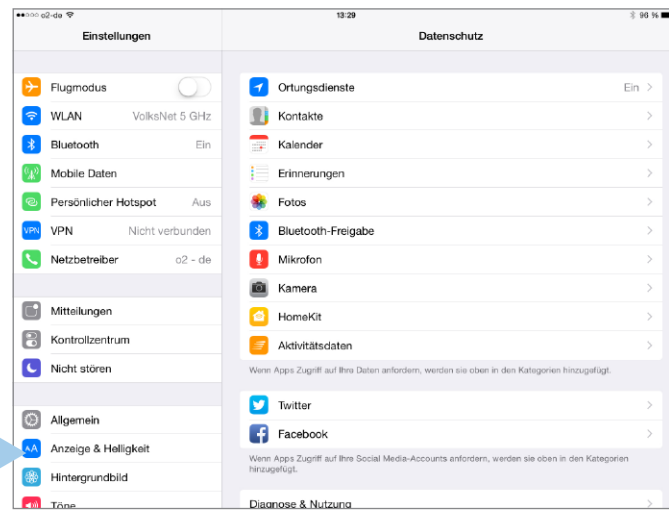 o2-de 13:29 96 %
Einstellungen
Flugmodus
WLAN VolksNet 5 GHz
Bluetooth Ein
Mobile Daten
Persönlicher Hotspot Aus
VPN VPN Nicht verbunden
Netzbetreiber o2 - de
Mitteilungen
Kontrollzentrum
Nicht stören
Allgemein
AA Anzeige & Helligkeit
Hintergrundbild
Töne
Datenschutz
Ortungsdienste Ein
Kontakte
Kalender
Erinnerungen
Fotos
Bluetooth-Freigabe
Mikrofon
Kamera
HomeKit
Aktivitätsdaten
Wenn Apps Zugriff auf Ihre Daten anfordern, werden sie oben in den Kategorien hinzugefügt.
Twitter
Facebook
Wenn Apps Zugriff auf Ihre Social Media-Accounts anfordern, werden sie oben in den Kategorien
hinzugefügt.
Diagnose & Nutzung